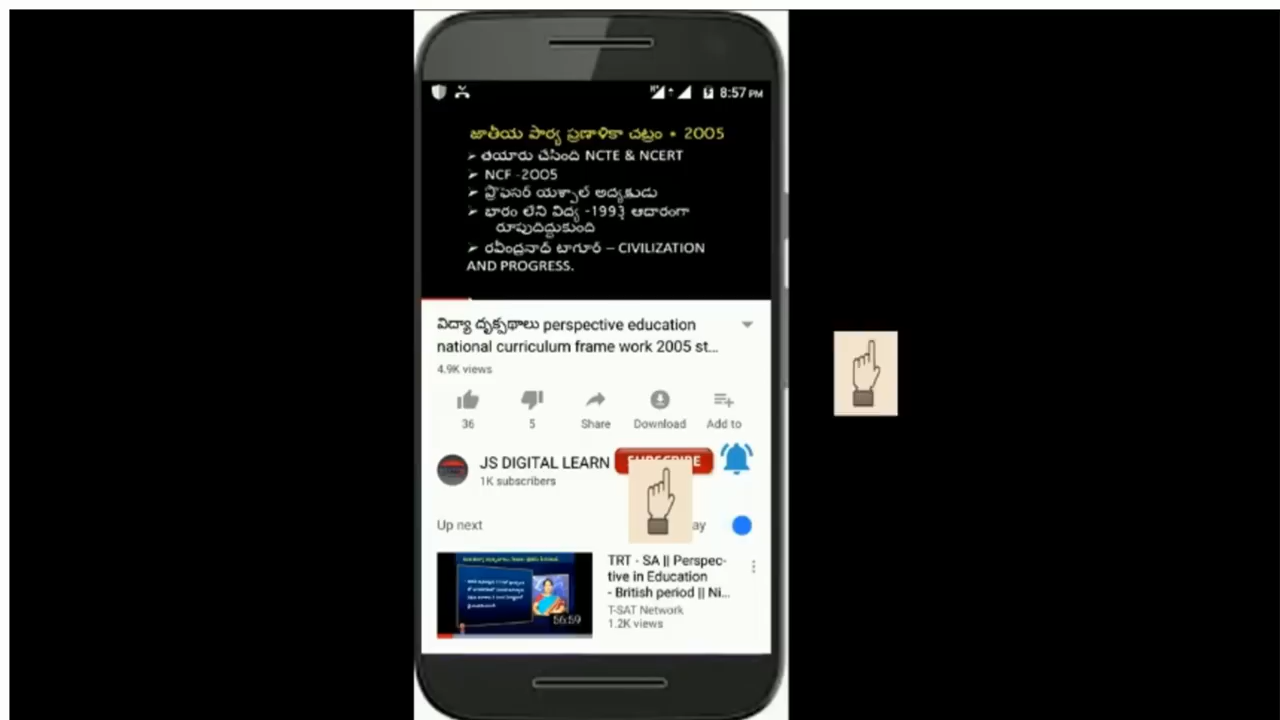 8:57 PM
జాతీయ పార్య ప్రణాళికా చట్రం • 2005
➢ తయారు చేసింది NCTE & NCERT
➢ NCF -2005
➢ ప్రొఫెసర్ యశ్పాల్ అధ్యక్షుడు
➢ భారం లేని విద్య -1993 ఆదారంగా
రూపుదిద్దుకుంది
➢ రవీంద్రనాథ్ టాగూర్ – CIVILIZATION
AND PROGRESS.
విద్యా దృక్పథాలు perspective education
national curriculum frame work 2005 st...
4.9K views
36
5
Share
Download
Add to
JS DIGITAL LEARN
SUBSCRIBE
1K subscribers
Up next
ay
TRT - SA || Perspec-
tive in Education
- British period || Ni...
T-SAT Network
1.2K views
56:59